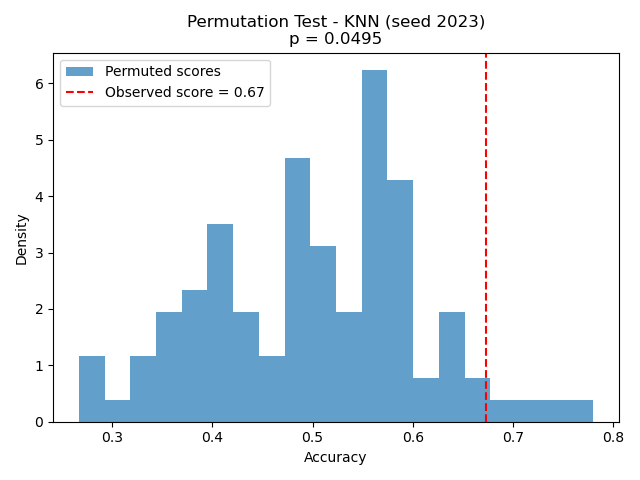 Permutation Test - KNN (seed 2023)
p = 0.0495
Permuted scores
Observed score = 0.67
Density
6
5
4
3
2
1
0
0.3 0.4 0.5 0.6 0.7 0.8
Accuracy